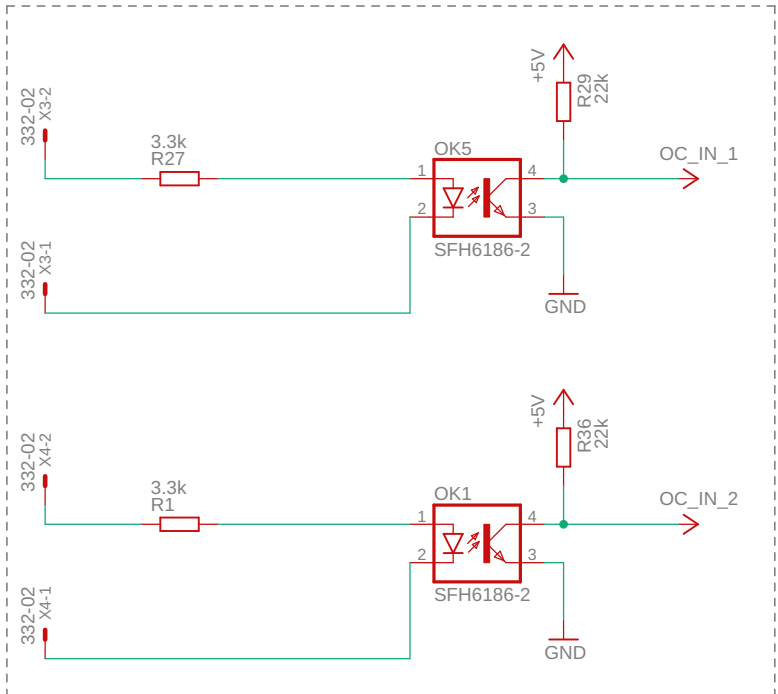 +5V
R29
22k
332-02
X3-2
3.3k
R27
OK5
OC_IN_1
1
4
2
3
332-02
X3-1
SFH6186-2
GND
+5V
R36
22k
332-02
X4-2
3.3k
R1
OK1
OC_IN_2
1
4
2
3
332-02
X4-1
SFH6186-2
GND